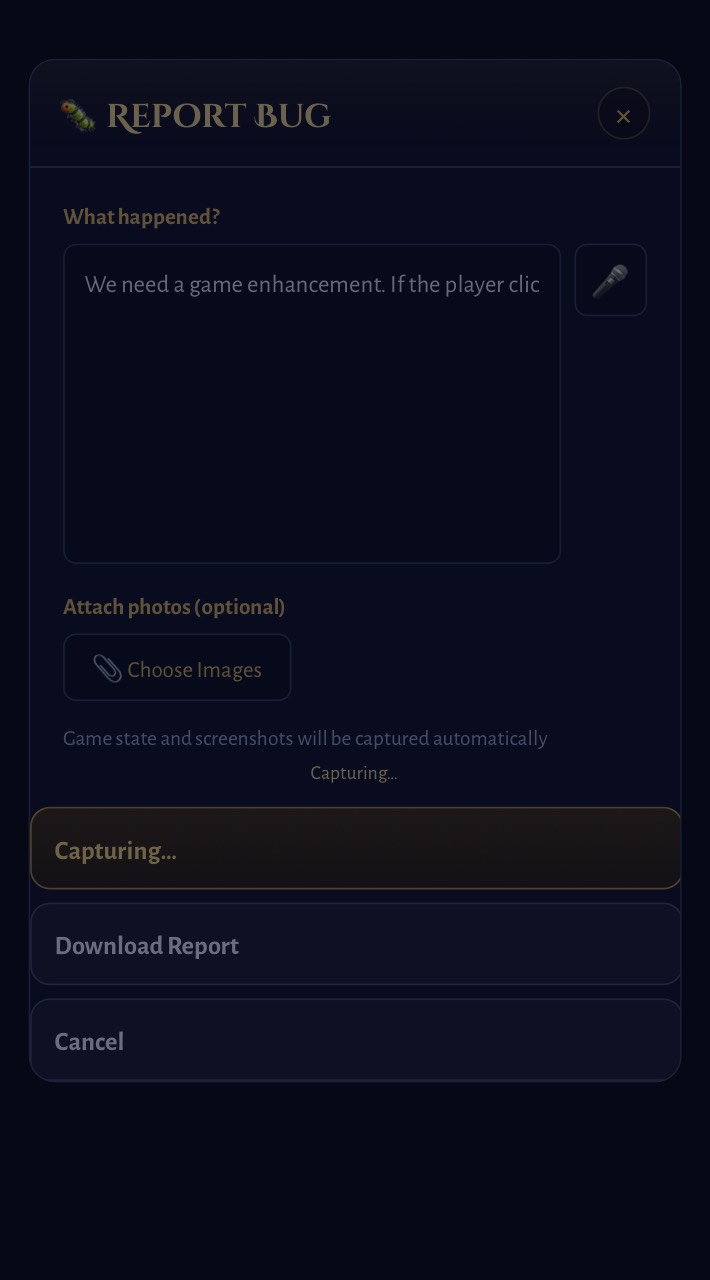 Report Bug
×
What happened?
We need a game enhancement. If the player clic
Attach photos (optional)
Choose Images
Game state and screenshots will be captured automatically
Capturing...
Capturing...
Download Report
Cancel